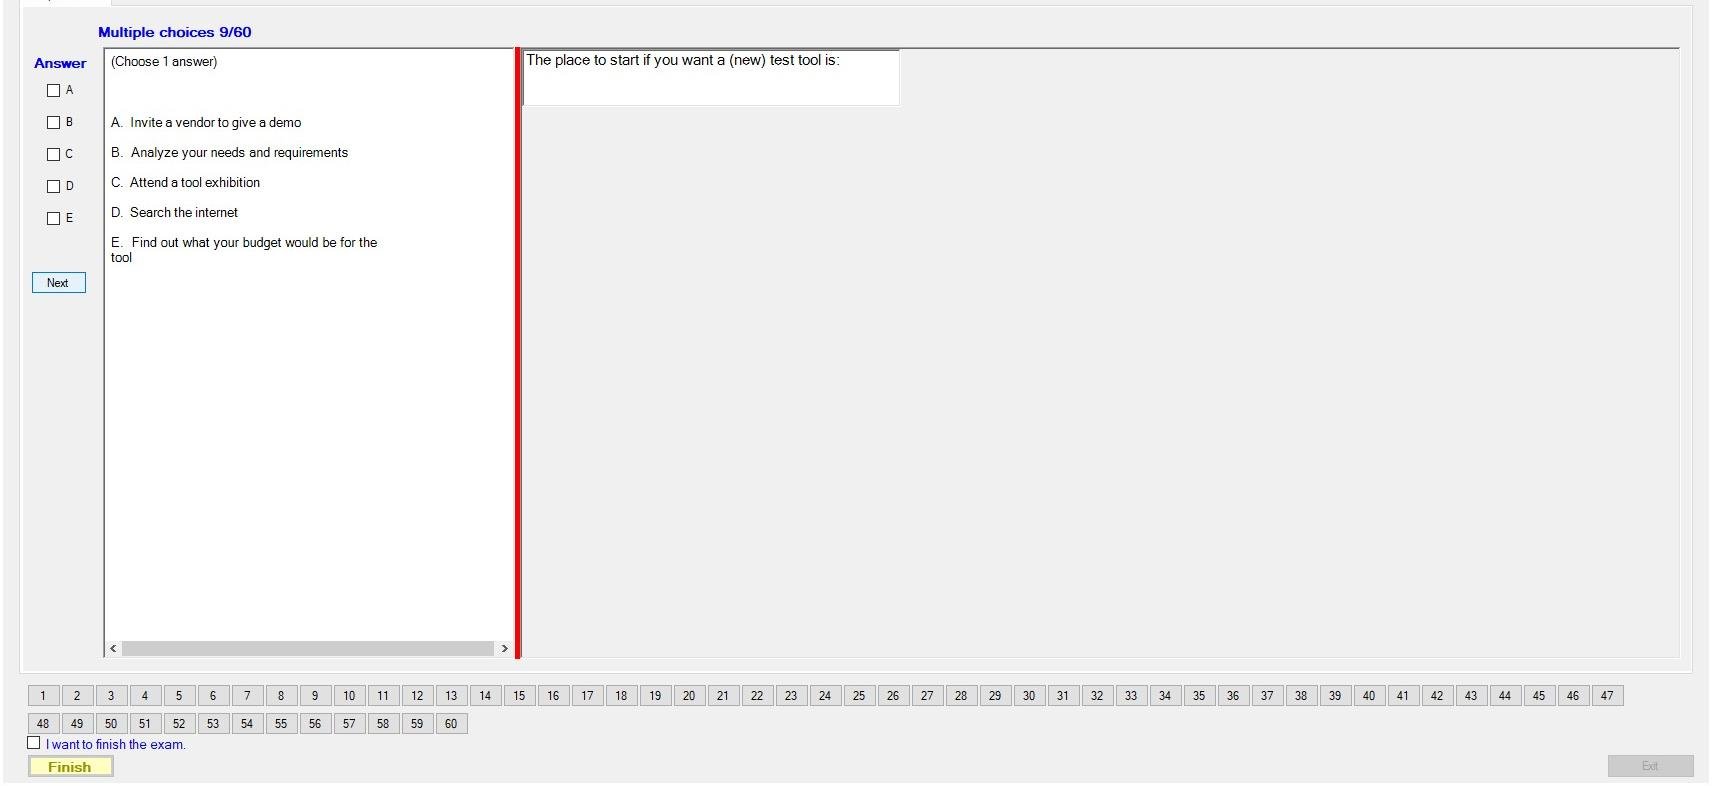 Multiple choices 9/60
Answer
A
B
C
D
E
Next
(Choose 1 answer)
A. Invite a vendor to give a demo
B. Analyze your needs and requirements
C. Attend a tool exhibition
D. Search the internet
E. Find out what your budget would be for the
tool
The place to start if you want a (new) test tool is:
1 2 3 4 5 6 7 8 9 10 11 12 13 14 15 16 17 18 19 20 21 22 23 24 25 26 27 28 29 30 31 32 33 34 35 36 37 38 39 40 41 42 43 44 45 46 47
48 49 50 51 52 53 54 55 56 57 58 59 60
I want to finish the exam.
Finish
Exit